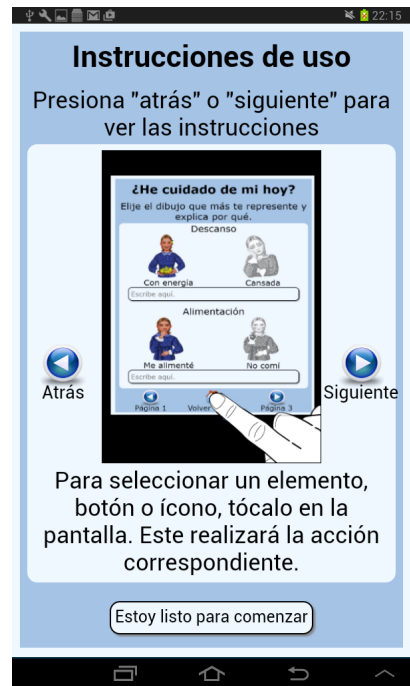 22:15
Instrucciones de uso
Presiona "atrás" o "siguiente" para
ver las instrucciones
¿He cuidado de mi hoy?
Elije el dibujo que más te represente y
explica por qué.
Descanso
Con energía Cansada
Escribe aquí.
Alimentación
Me alimenté No comí
Escribe aquí.
Página 1 Volver Página 3
Atrás Siguiente
Para seleccionar un elemento,
botón o ícono, tócalo en la
pantalla. Este realizará la acción
correspondiente.
Estoy listo para comenzar